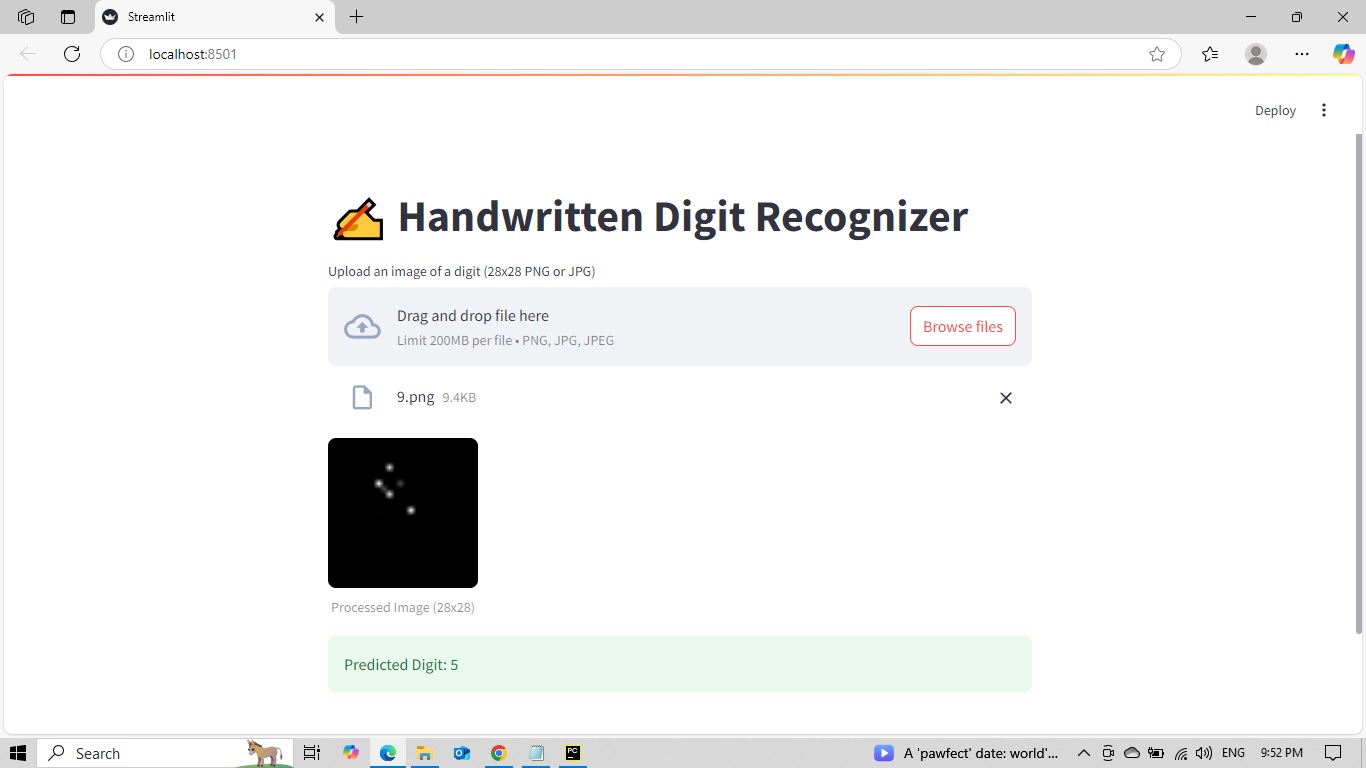 Streamlit
localhost:8501
Deploy
Handwritten Digit Recognizer
Upload an image of a digit (28x28 PNG or JPG)
Drag and drop file here
Limit 200MB per file • PNG, JPG, JPEG
Browse files
9.png 9.4KB
Processed Image (28x28)
Predicted Digit: 5
Search
PC
A 'pawfect' date: world'...
ENG
9:52 PM